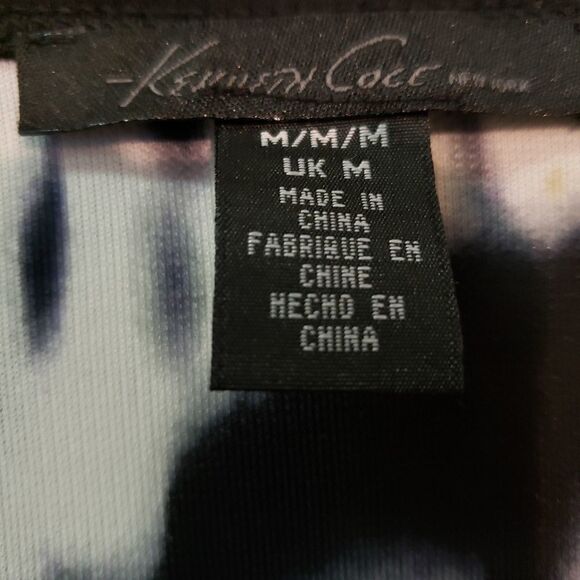 Kenneth Cole NEW YORK
M/M/M
UK M
MADE IN
CHINA
FABRIQUE EN
CHINE
HECHO EN
CHINA